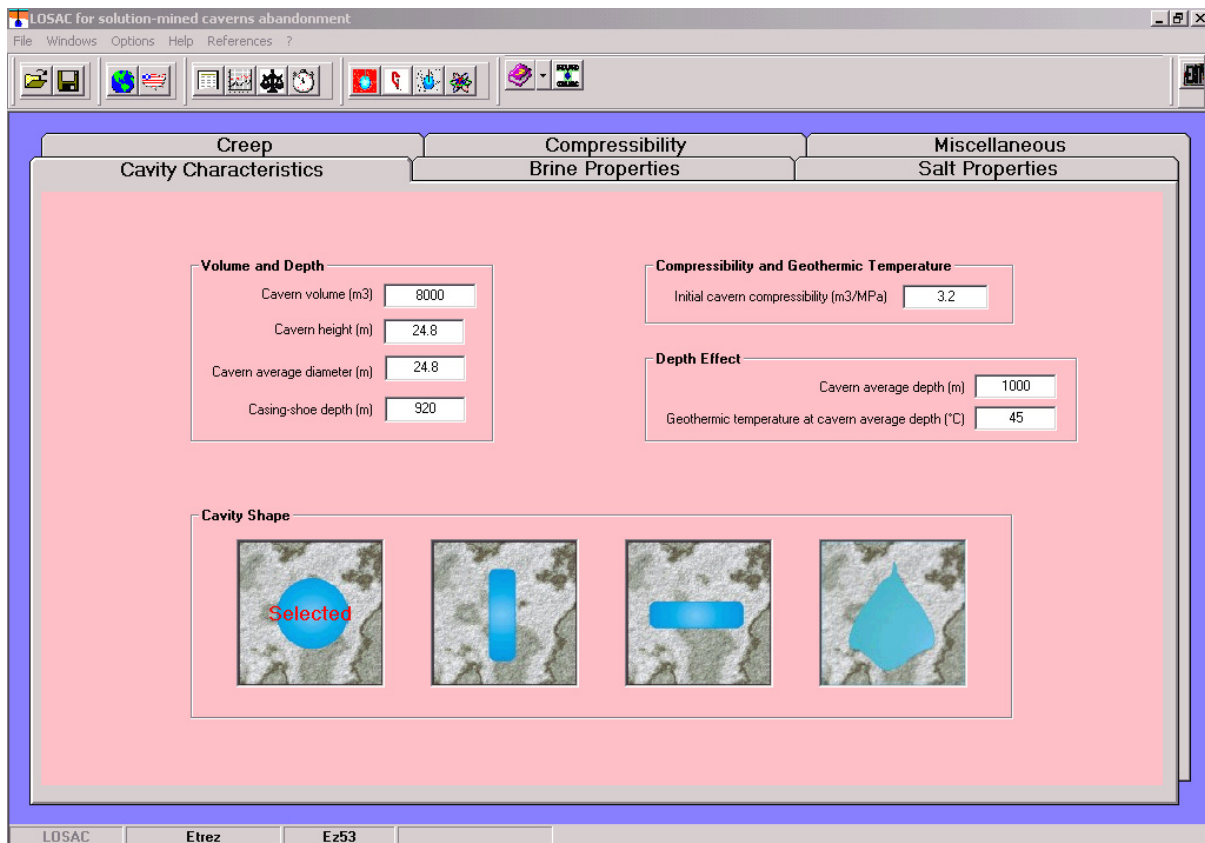 LOSAC for solution-mined caverns abandonment
File Windows Options Help References ?
Creep Compressibility Miscellaneous
Cavity Characteristics Brine Properties Salt Properties
Volume and Depth
Cavern volume (m3) 8000
Cavern height (m) 24.8
Cavern average diameter (m) 24.8
Casing-shoe depth (m) 920
Compressibility and Geothermic Temperature
Initial cavern compressibility (m3/MPa) 3.2
Depth Effect
Cavern average depth (m) 1000
Geothermic temperature at cavern average depth (°C) 45
Cavity Shape
Selected
LOSAC Etrez Ez53